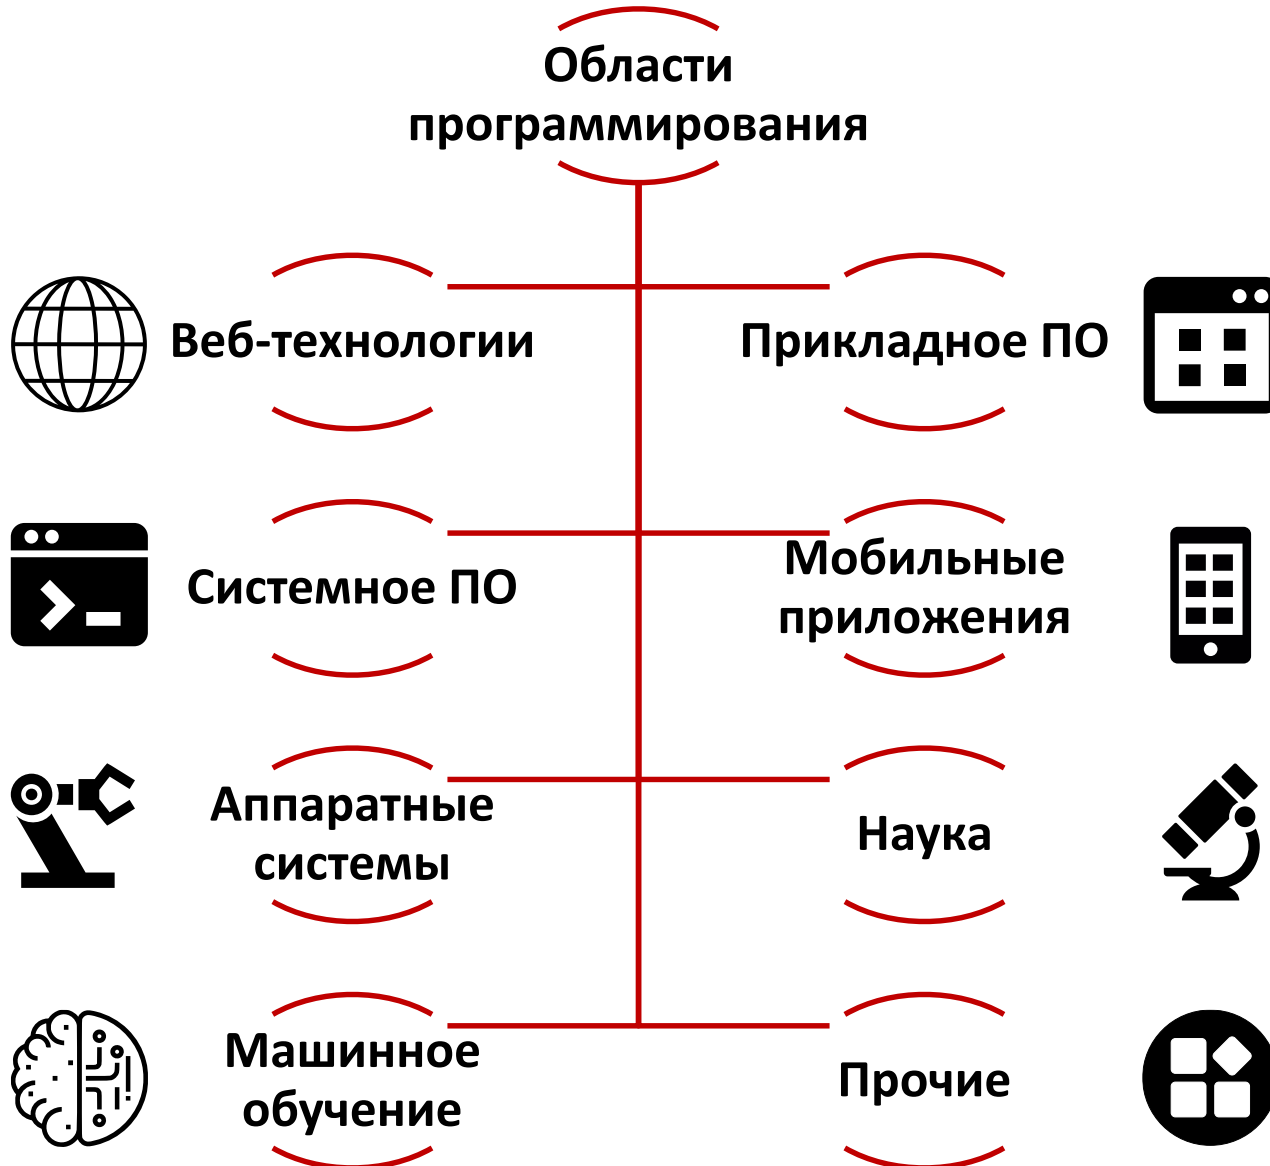 Области
программирования
Веб-технологии
Прикладное ПО
Системное ПО
Мобильные
приложения
Аппаратные
системы
Наука
Машинное
обучение
Прочие